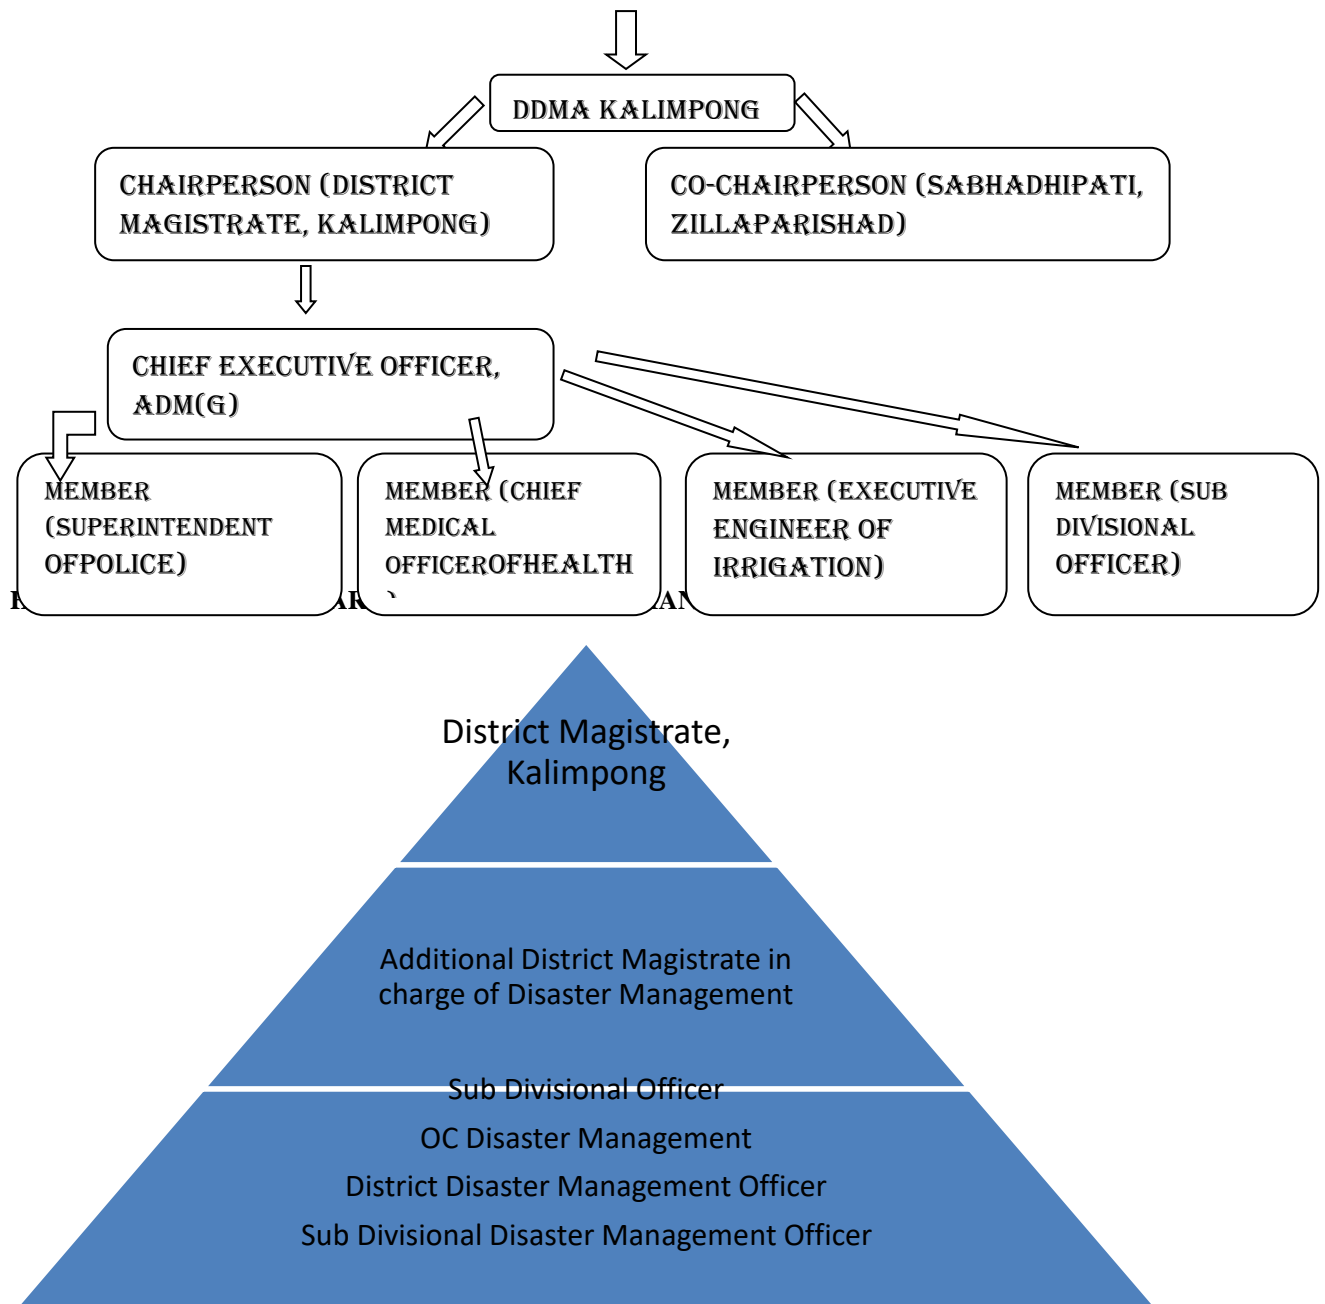 DDMA KALIMPONG
CHAIRPERSON (DISTRICT
MAGISTRATE, KALIMPONG)
CO-CHAIRPERSON (SABHADHIPATI,
ZILLAPARISHAD)
CHIEF EXECUTIVE OFFICER,
ADM(G)
MEMBER
(SUPERINTENDENT
OFPOLICE)
MEMBER (CHIEF
MEDICAL
OFFICEROFHEALTH
)
MEMBER (EXECUTIVE
ENGINEER OF
IRRIGATION)
MEMBER (SUB
DIVISIONAL
OFFICER)
District Magistrate,
Kalimpong
Additional District Magistrate in
charge of Disaster Management
Sub Divisional Officer
OC Disaster Management
District Disaster Management Officer
Sub Divisional Disaster Management Officer